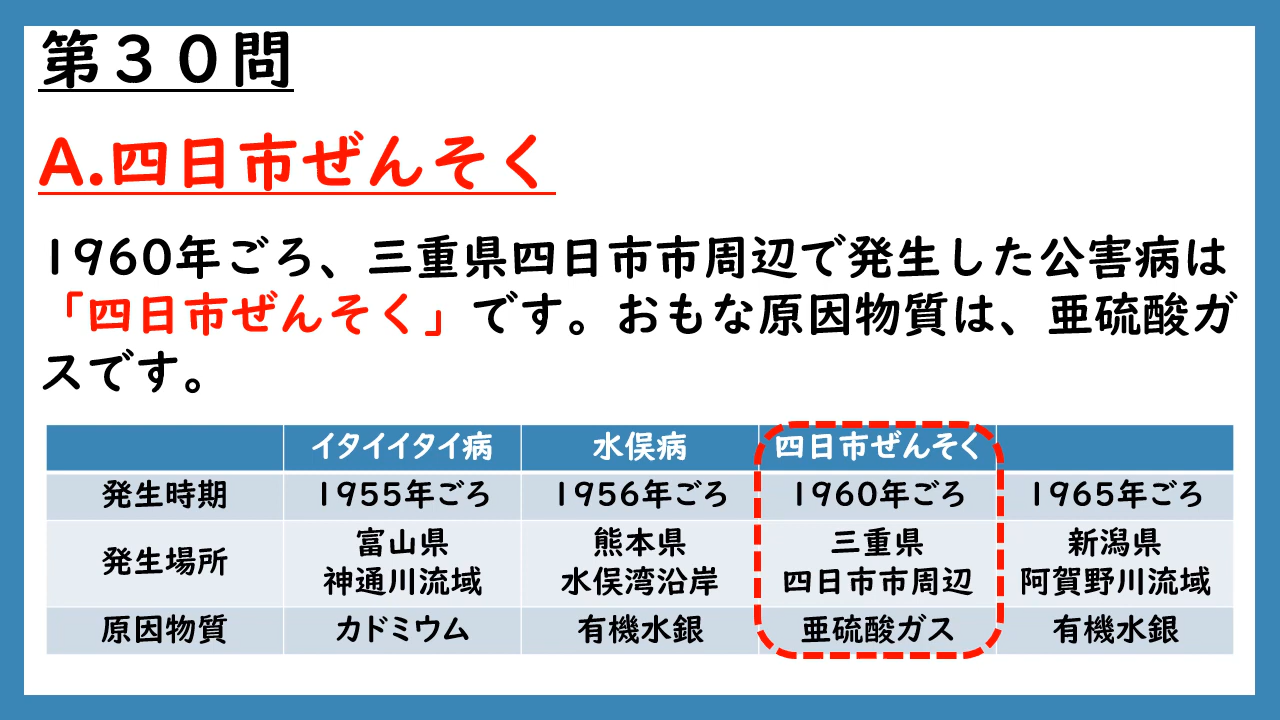 第３０問
A.四日市ぜんそく
1960年ごろ、三重県四日市市周辺で発生した公害病は
「四日市ぜんそく」です。おもな原因物質は、亜硫酸ガ
スです。
イタイイタイ病 水俣病 四日市ぜんそく
発生時期 1955年ごろ 1956年ごろ 1960年ごろ 1965年ごろ
発生場所 富山県 神通川流域 熊本県 水俣湾沿岸 三重県 四日市市周辺 新潟県 阿賀野川流域
原因物質 カドミウム 有機水銀 亜硫酸ガス 有機水銀